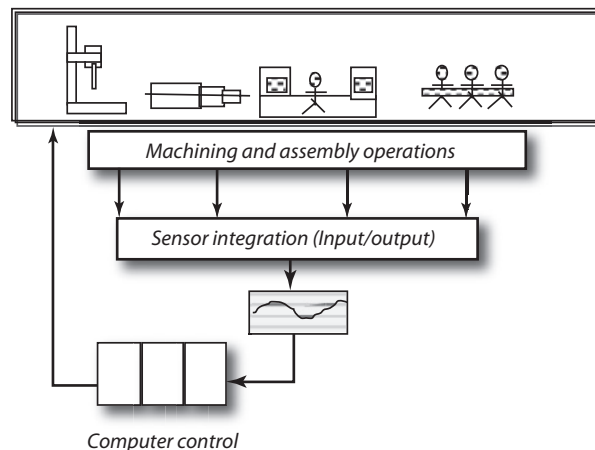 Machining and assembly operations
Sensor integration (Input/output)
Computer control